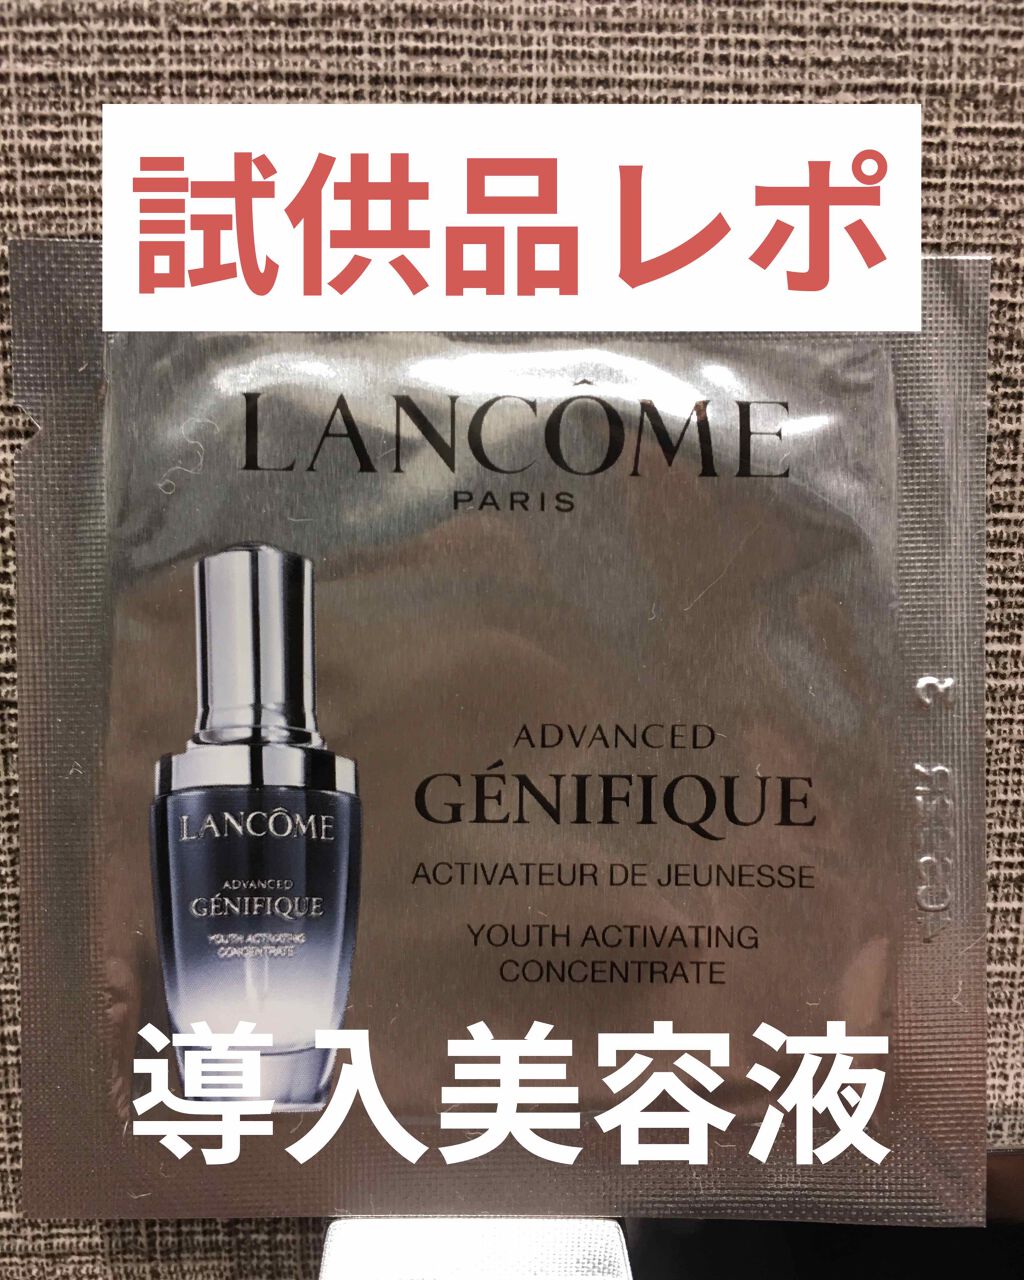 試供品レポ
LANCÔME
PARIS
ADVANCED
GÉNIFIQUE
ACTIVATEUR DE JEUNESSE
YOUTH ACTIVATING
CONCENTRATE
LANCÔME
ADVANCED
GÉNIFIQUE
YOUTH ACTIVATING
CONCENTRATE
導入美容液